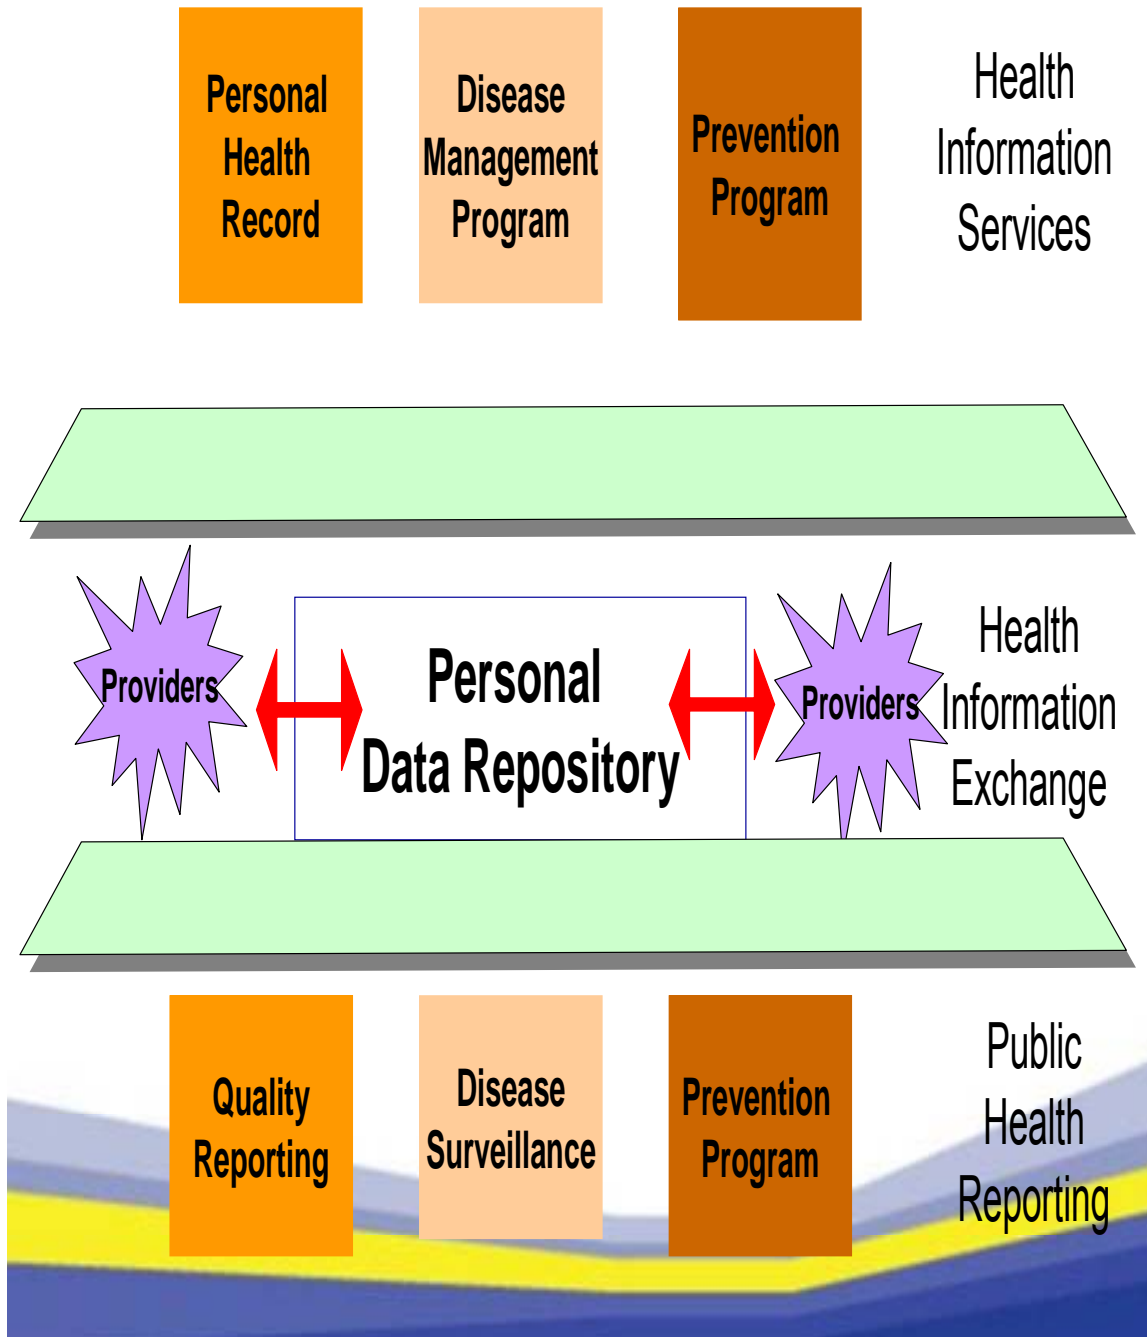 Personal
Health
Record
Disease
Management
Program
Prevention
Program
Health
Information
Services
Providers
Personal
Data Repository
Providers
Health
Information
Exchange
Quality
Reporting
Disease
Surveillance
Prevention
Program
Public
Health
Reporting